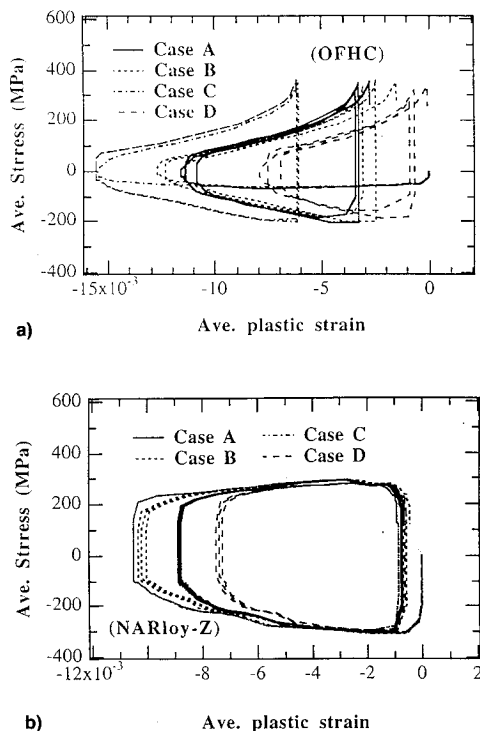 600
400
200
0
-200
-400
Ave. Strress (MPa)
Case A
Case B
Case C
Case D
(OFHC)
-15x10-3
-10
-5
0
a)
Ave. plastic strain
600
400
200
0
-200
-400
Ave. Strress (MPa)
Case A
Case C
Case B
Case D
(NARloy-Z)
-12x10-3
-8
-6
-4
-2
0
2
b)
Ave. plastic strain